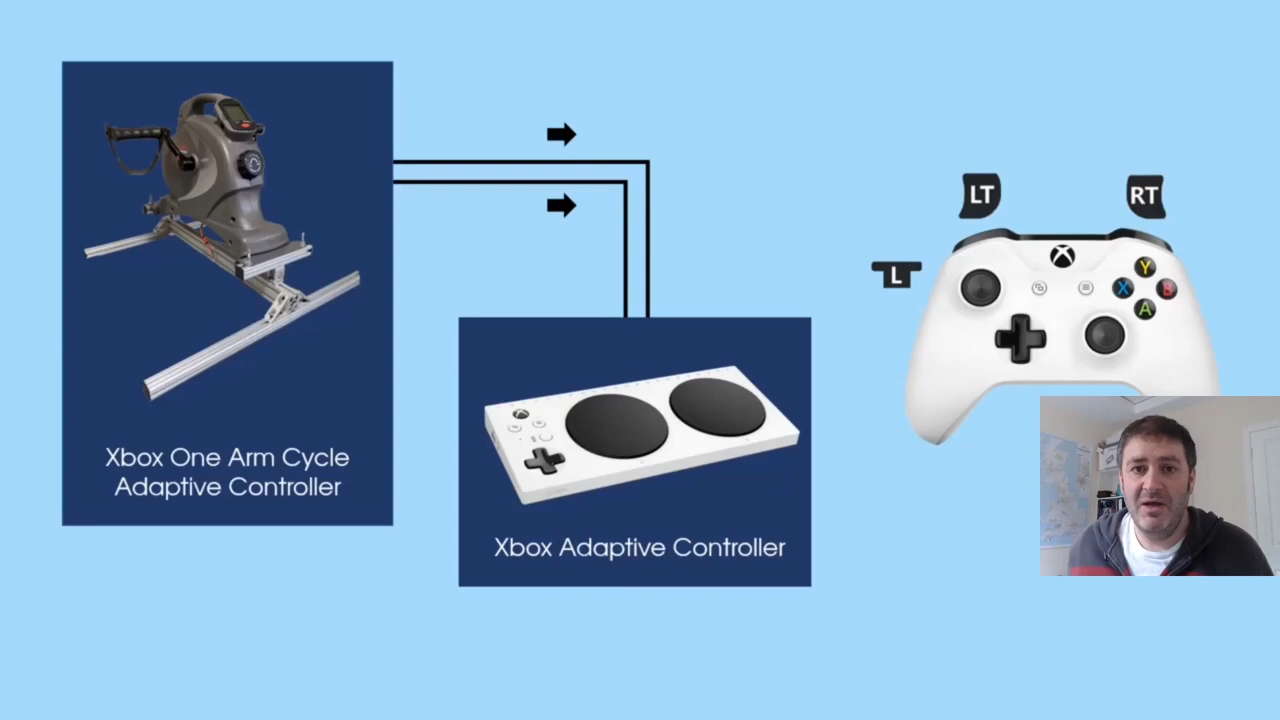 Xbox One Arm Cycle
Adaptive Controller
Xbox Adaptive Controller
LT
RT
L
Y
X
B
A